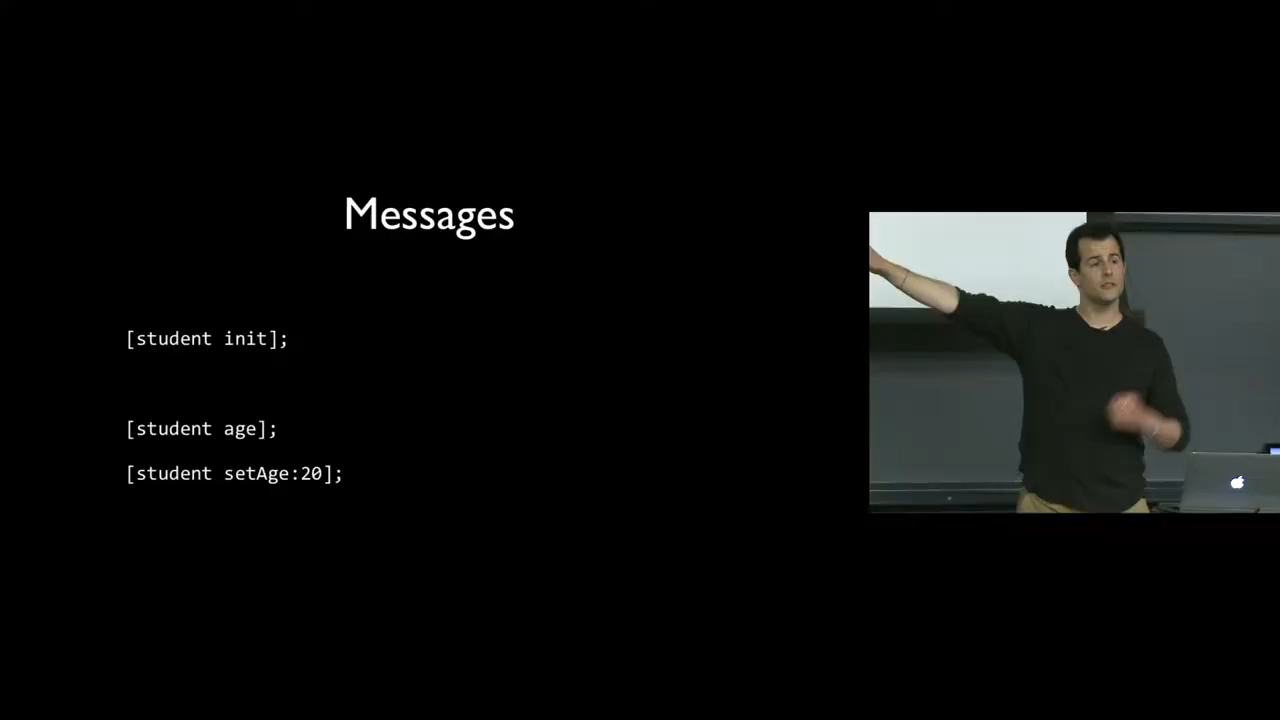 Messages
[student init];
[student age];
[student setAge:20];